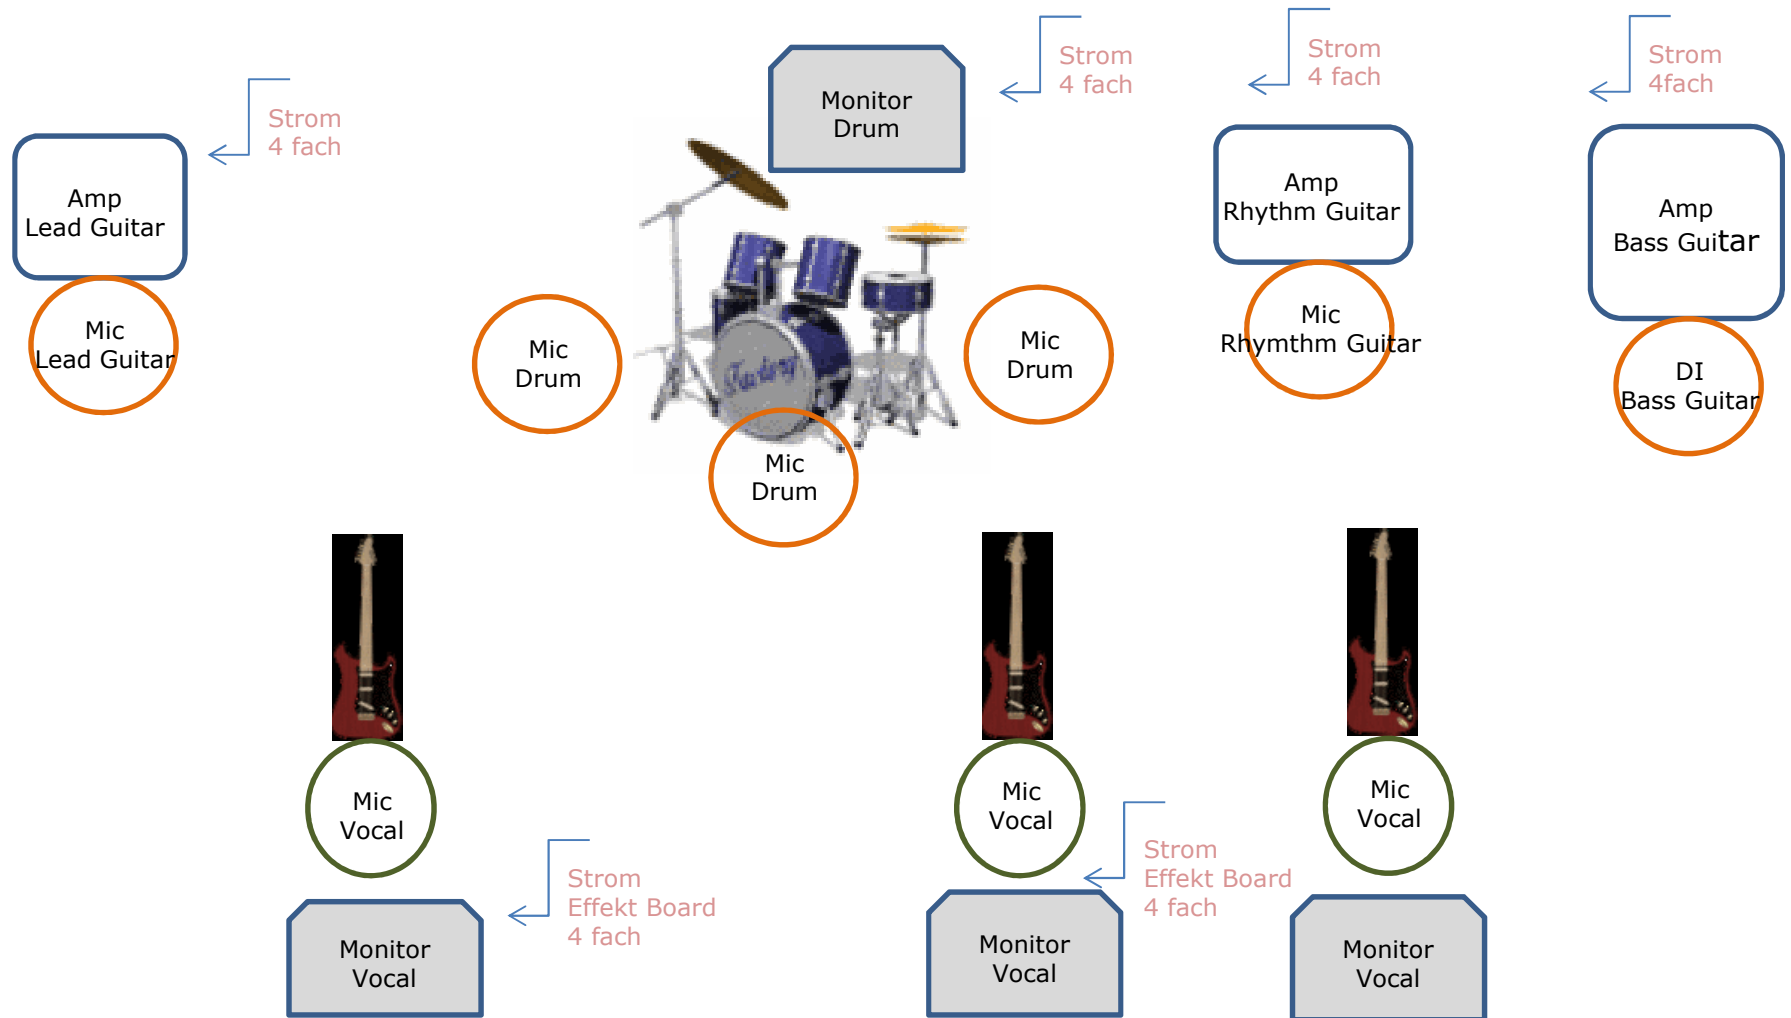 Strom
4 fach
Monitor
Drum
Strom
4 fach
Strom
4 fach
Strom
4fach
Amp
Lead Guitar
Amp
Rhythm Guitar
Amp
Bass Guitar
Mic
Lead Guitar
Mic
Drum
Mic
Drum
Mic
Rhymthm Guitar
DI
Bass Guitar
Mic
Drum
Mic
Vocal
Mic
Vocal
Mic
Vocal
Strom
Effekt Board
4 fach
Strom
Effekt Board
4 fach
Monitor
Vocal
Monitor
Vocal
Monitor
Vocal